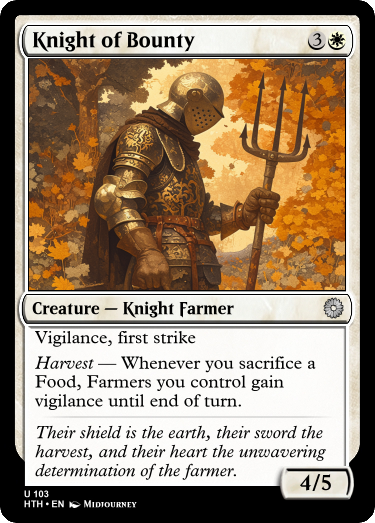 Knight of Bounty 3
Creature — Knight Farmer
Vigilance, first strike
Harvest — Whenever you sacrifice a
Food, Farmers you control gain
vigilance until end of turn.
Their shield is the earth, their sword the
harvest, and their heart the unwavering
determination of the farmer.
4/5
U 103
HTH • EN Midjourney